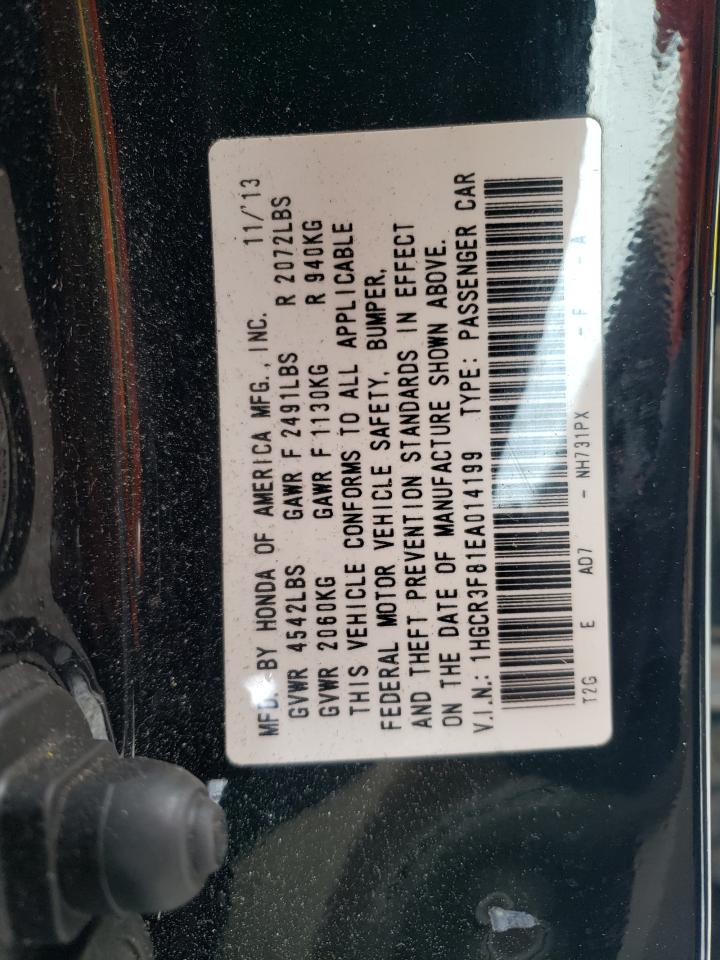 MFD. BY HONDA OF AMERICA MFG., INC. 11/'13
GVWR 4542LBS GAWR F 2491LBS R 2072LBS
GVWR 2060KG GAWR F 1130KG R 940KG
THIS VEHICLE CONFORMS TO ALL APPLICABLE
FEDERAL MOTOR VEHICLE SAFETY, BUMPER,
AND THEFT PREVENTION STANDARDS IN EFFECT
ON THE DATE OF MANUFACTURE SHOWN ABOVE.
V.I.N.: 1HGCR3F81EA014199 TYPE: PASSENGER CAR
T2G E AD7 - NH731PX - F - A